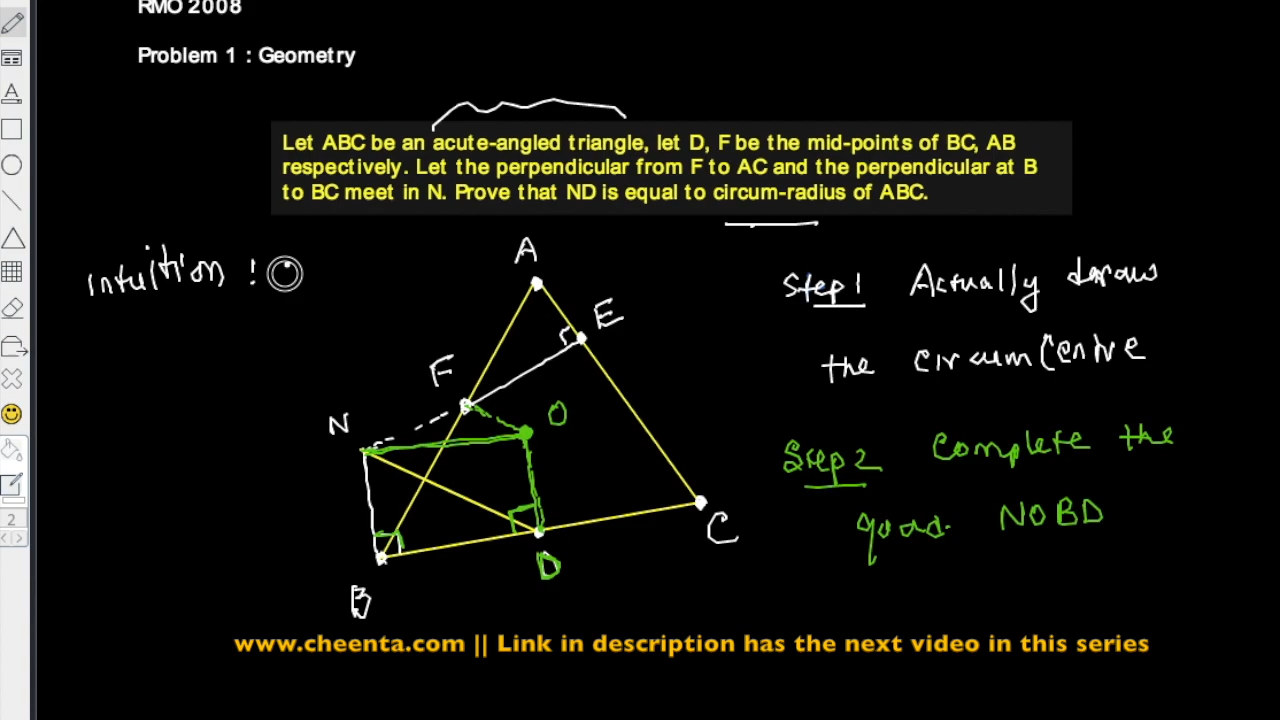 RMO 2008
Problem 1 : Geometry
Let ABC be an acute-angled triangle, let D, F be the mid-points of BC, AB
respectively. Let the perpendicular from F to AC and the perpendicular at B
to BC meet in N. Prove that ND is equal to circum-radius of ABC.
intuition !
A
E
F
N
O
B
D
C
Step 1 Actually draw
the circumcentre
Step 2 Complete the
quad. NOBD
2
www.cheenta.com || Link in description has the next video in this series